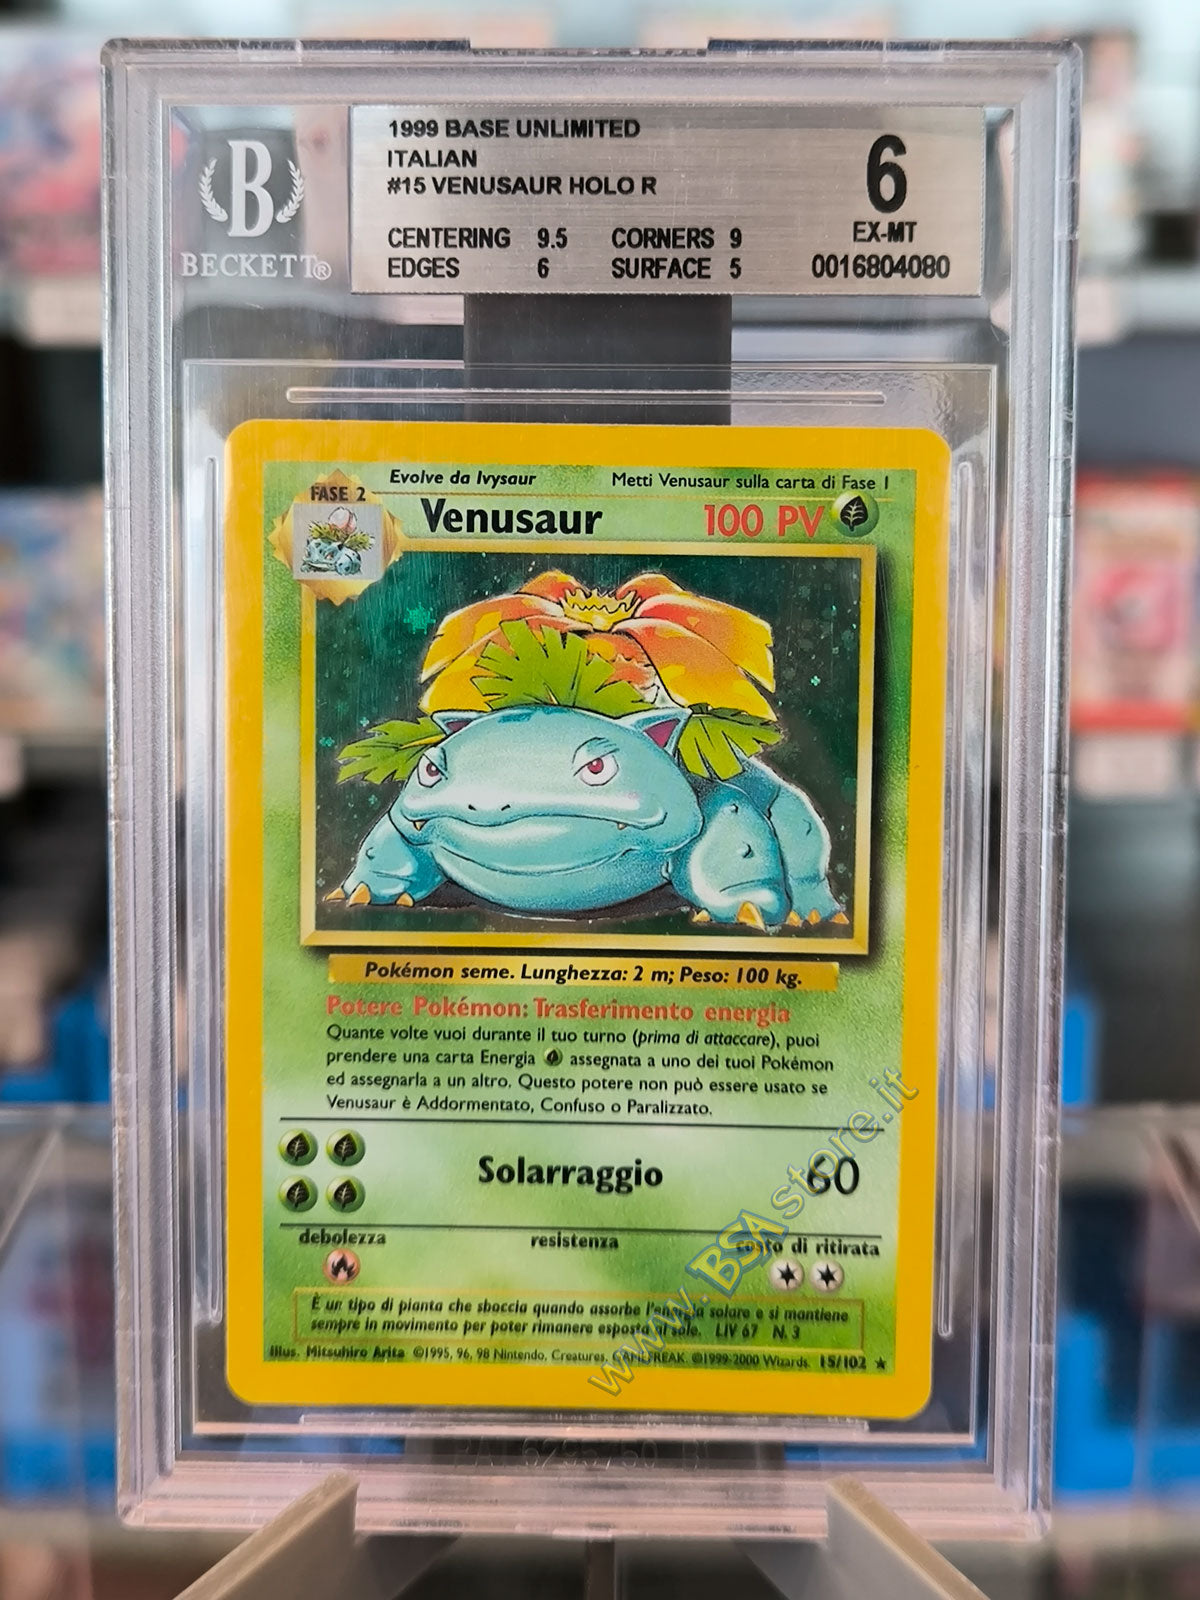 1999 BASE UNLIMITED
ITALIAN
#15 VENUSAUR HOLO R
6
EX-MT
CENTERING 9.5 CORNERS 9
EDGES 6 SURFACE 5
0016804080
B
BECKETT®
Evolve da Ivysaur Metti Venusaur sulla carta di Fase 1
FASE 2
Venusaur 100 PV
Pokémon seme. Lunghezza: 2 m; Peso: 100 kg.
Potere Pokémon: Trasferimento energia
Quante volte vuoi durante il tuo turno (prima di attaccare), puoi
prendere una carta Energia assegnata a uno dei tuoi Pokémon
ed assegnarla a un altro. Questo potere non può essere usato se
Venusaur è Addormentato, Confuso o Paralizzato.
Solarraggio 60
debolezza resistenza costo di ritirata
È un tipo di pianta che sboccia quando assorbe l'energia solare e si mantiene
sempre in movimento per poter rimanere esposta al sole. LIV 67 N. 3
Illus. Mitsuhiro Arita ©1995, 96, 98 Nintendo, Creatures, GAMEFREAK. ©1999-2000 Wizards. 15/102 ★
www.BSAstore.it